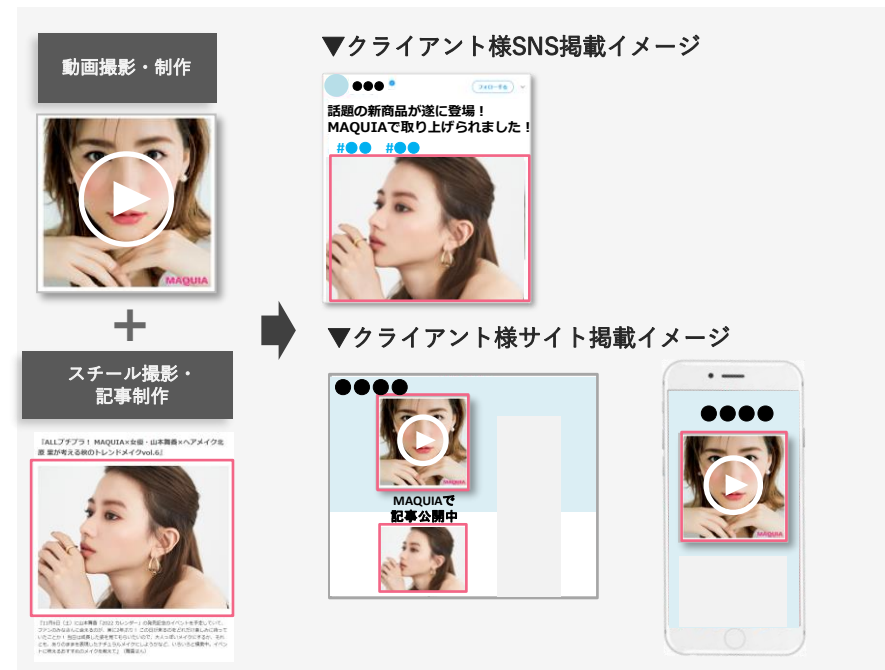 動画撮影・制作
MAQUIA
＋
スチール撮影・
記事制作
『ALLプチプラ！ MAQUIA×女優・山本舞香×ヘアメイク北
原 果が考える秋のトレンドメイクvol.6』
▼クライアント様SNS掲載イメージ
●●●
フォローする
話題の新商品が遂に登場！
MAQUIAで取り上げられました！
#●● #●●
▼クライアント様サイト掲載イメージ
●●●●
MAQUIA
MAQUIAで
記事公開中
●●●●
MAQUIA